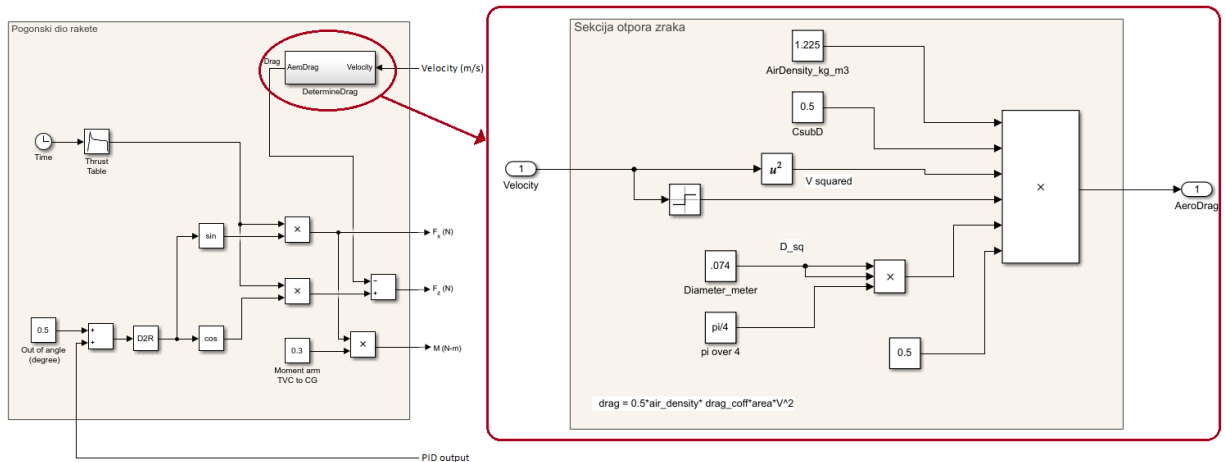 Pogonski dio rakete
Drag
AeroDrag
Velocity
DetermineDrag
Velocity (m/s)
Time
Thrust
Table
sin
×
F_x (N)
−
+
×
F_z (N)
0.5
Out of angle
(degree)
+
+
D2R
cos
0.3
Moment arm
TVC to CG
×
M (N-m)
PID output
Sekcija otpora zraka
1.225
AirDensity_kg_m3
0.5
CsubD
1
Velocity
u²
V squared
×
1
AeroDrag
D_sq
.074
Diameter_meter
×
pi/4
pi over 4
0.5
drag = 0.5*air_density* drag_coff*area*V^2